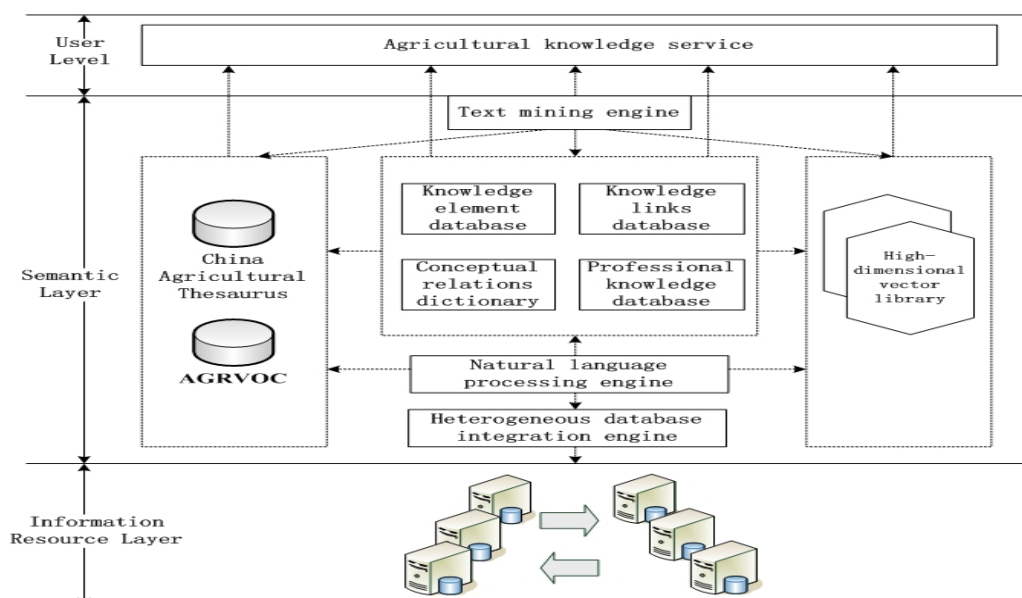 User
Level
Agricultural knowledge service
Text mining engine
Semantic
Layer
China
Agricultural
Thesaurus
AGRVOC
Knowledge
element
database
Knowledge
links
database
Conceptual
relations
dictionary
Professional
knowledge
database
High-
dimensional
vector
library
Natural language
processing engine
Heterogeneous database
integration engine
Information
Resource Layer